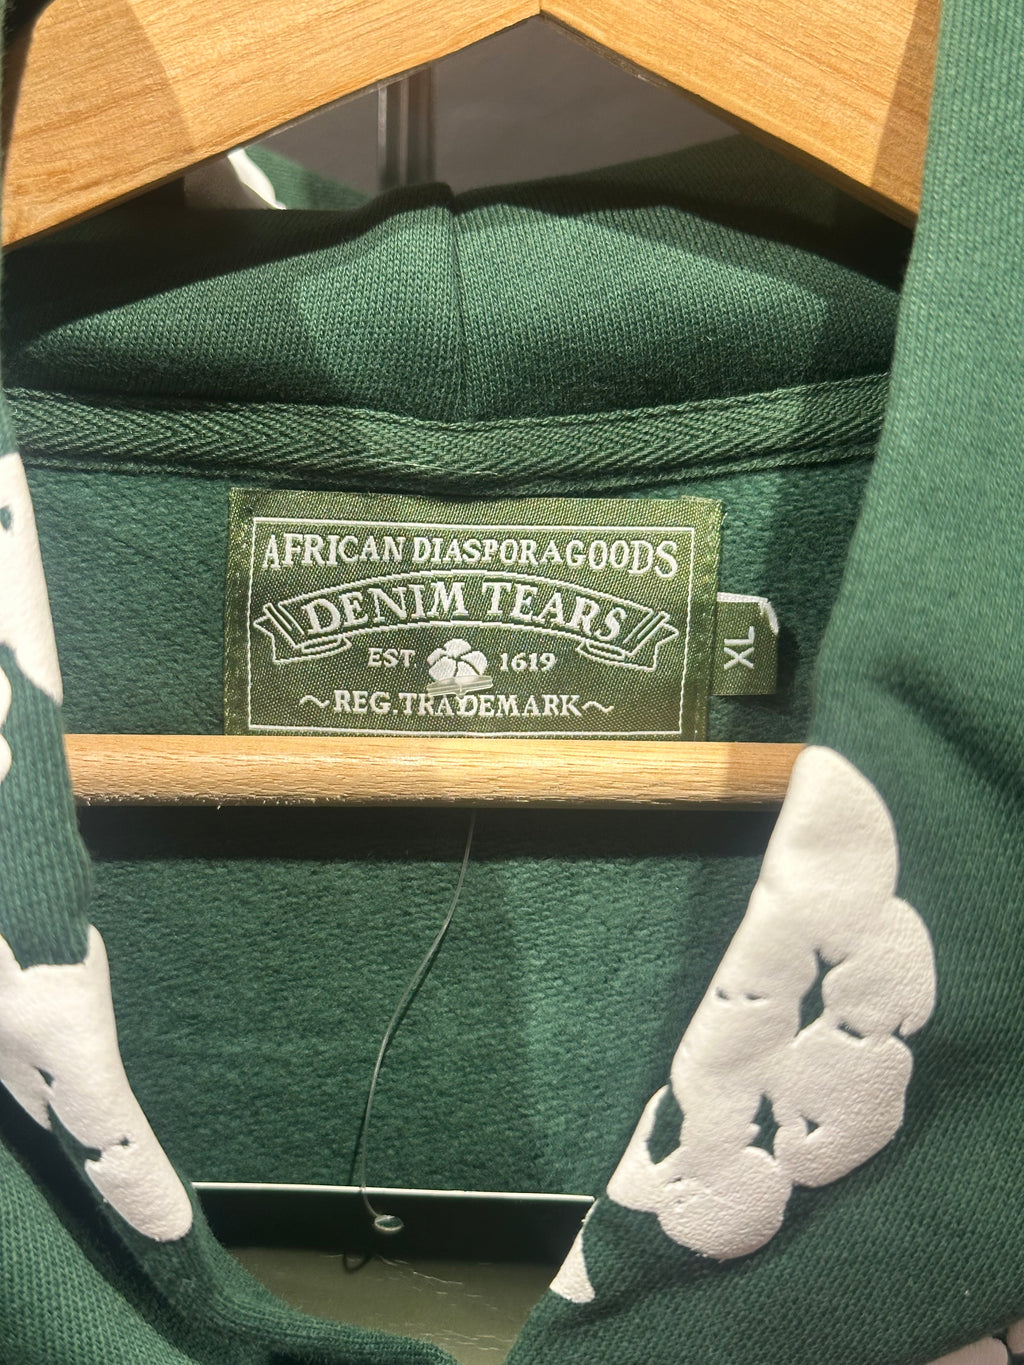 AFRICAN DIASPORA GOODS
DENIM TEARS
EST 1619
~REG. TRADEMARK~
XL